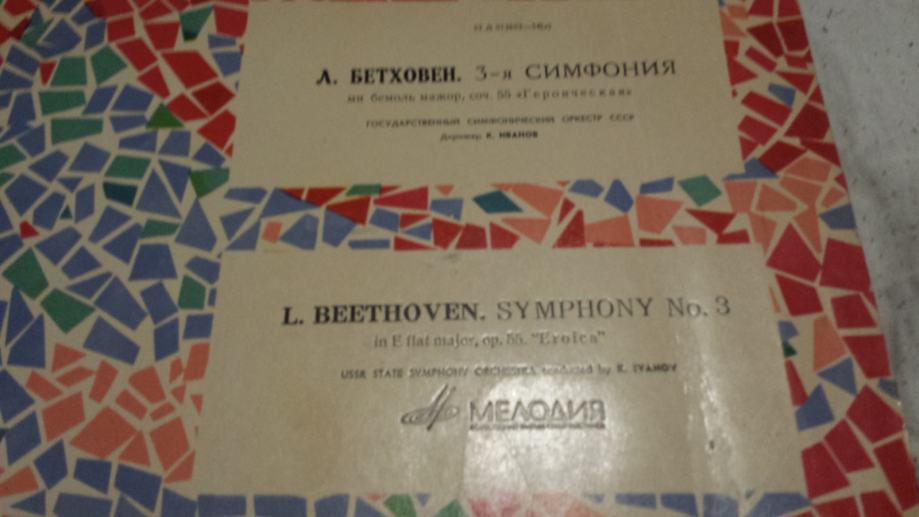 Л. БЕТХОВЕН. 3-я СИМФОНИЯ
ми бемоль мажор, соч. 55 «Героическая»
ГОСУДАРСТВЕННЫЙ СИМФОНИЧЕСКИЙ ОРКЕСТР СССР
Дирижер К. ИВАНОВ
L. BEETHOVEN. SYMPHONY No. 3
in E flat major, op. 55. "Eroica"
USSR STATE SYMPHONY ORCHESTRA conducted by K. IVANOV
МЕЛОДИЯ